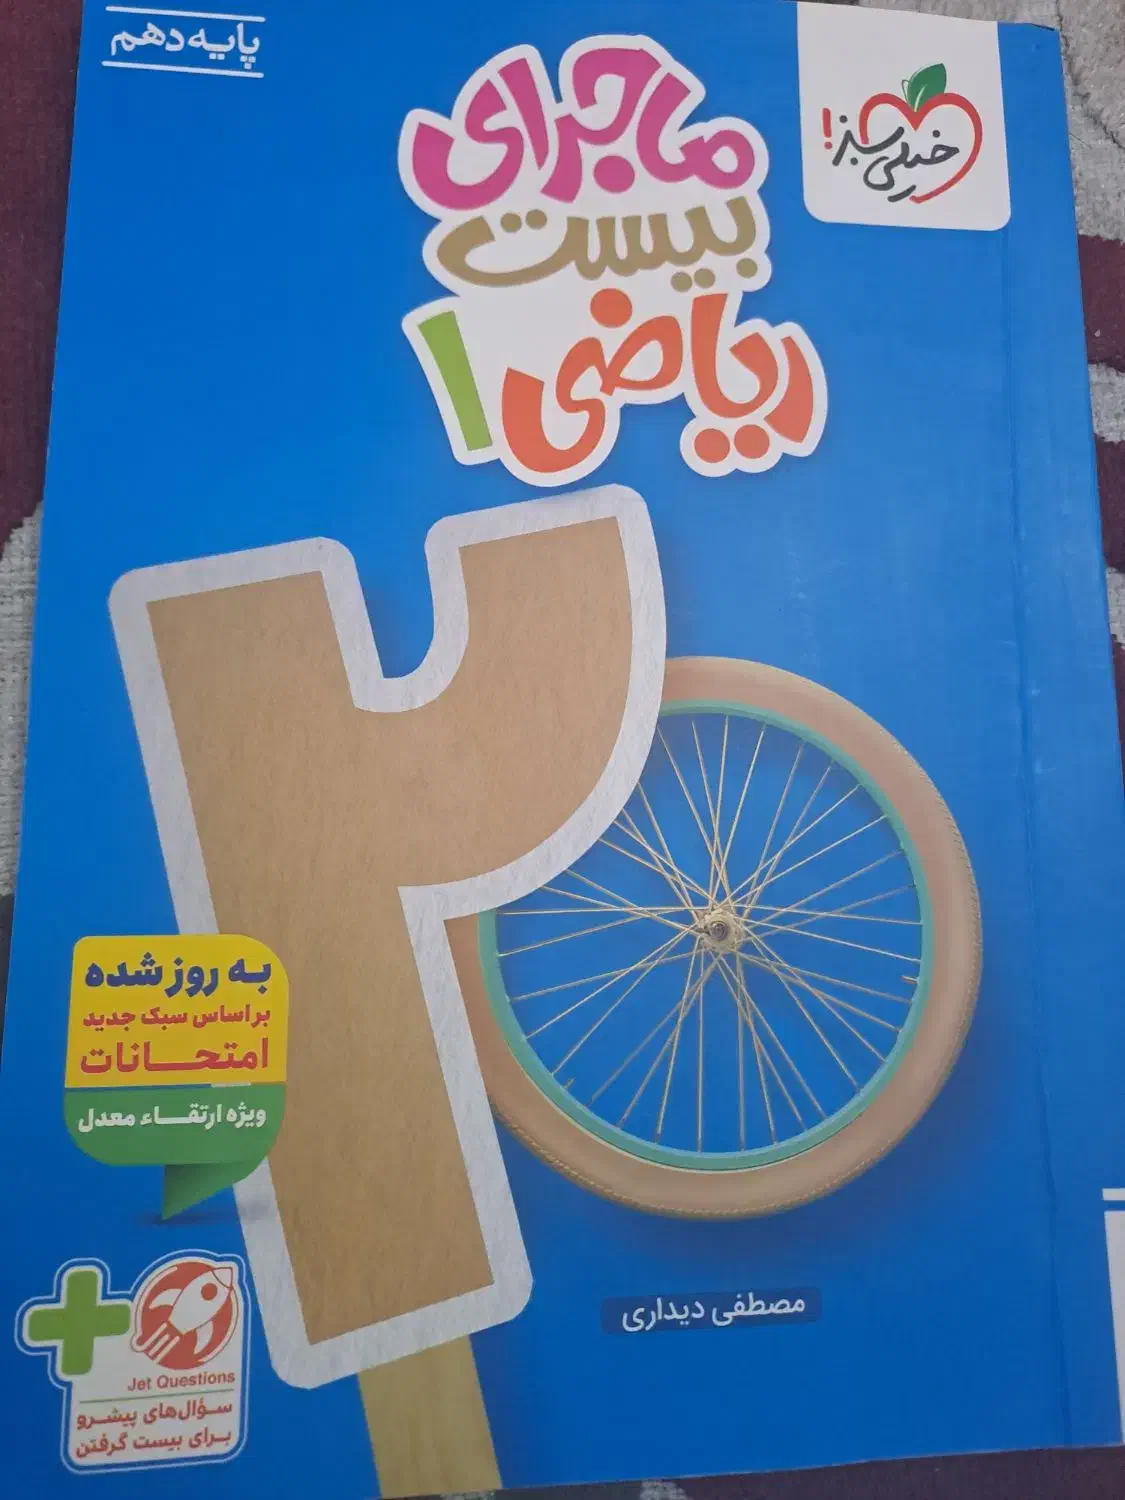 پایه دهم
خیلی سبز!
ماجرای
بیست
ریاضی ۱
۲۰
به روز شده
براساس سبک جدید
امتحانات
ویژه ارتقاء معدل
مصطفی دیداری
Jet Questions
سؤال‌های پیشرو
برای بیست گرفتن